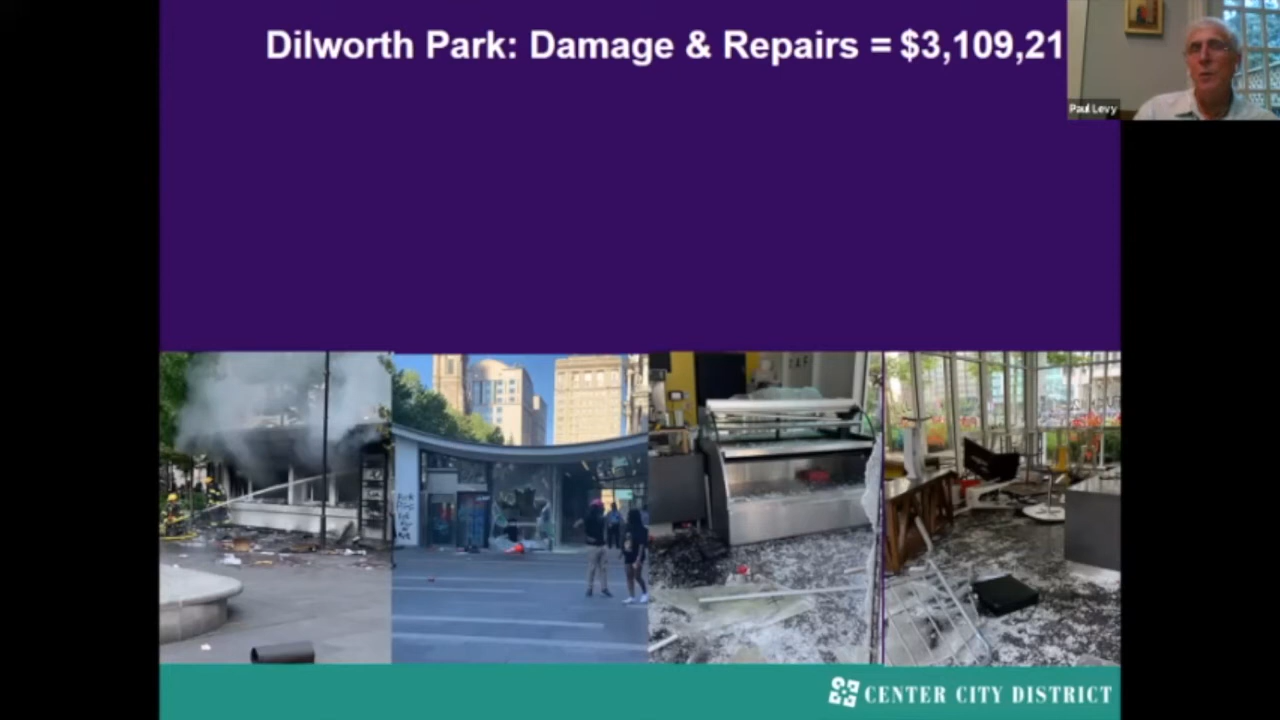 Dilworth Park: Damage & Repairs = $3,109,21
Paul Levy
CENTER CITY DISTRICT